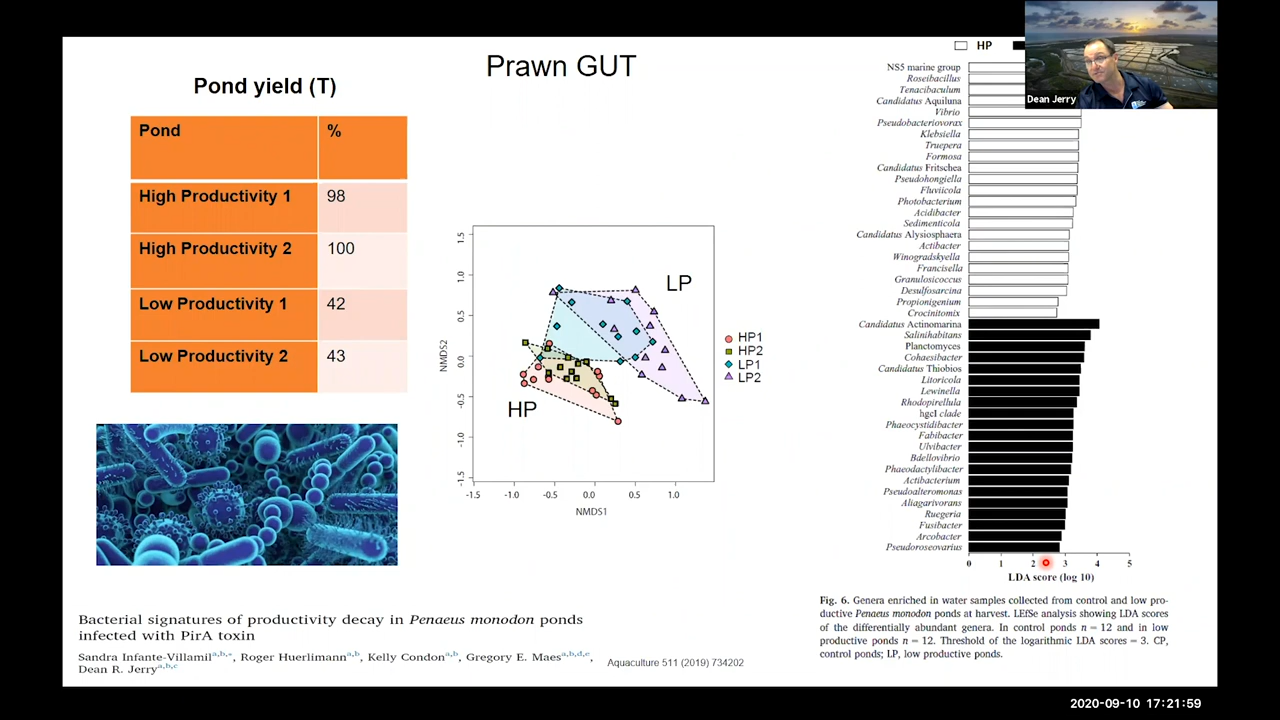 Prawn GUT
Pond yield (T)
Pond %
High Productivity 1 98
High Productivity 2 100
Low Productivity 1 42
Low Productivity 2 43
LP
HP
HP1
HP2
LP1
LP2
NMDS2
1.5
1.0
0.5
0.0
-0.5
-1.0
-1.5
-1.5 -1.0 -0.5 0.0 0.5 1.0
NMDS1
HP
Dean Jerry
NS5 marine group
Roseibacillus
Tenacibaculum
Candidatus Aquiluna
Vibrio
Pseudobacteriovorax
Klebsiella
Truepera
Formosa
Candidatus Fritschea
Pseudohongiella
Fluviicola
Photobacterium
Acidibacter
Sedimenticola
Candidatus Alysiosphaera
Actibacter
Winogradskyella
Francisella
Granulosicoccus
Desulfosarcina
Propionigenium
Crocinitomix
Candidatus Actinomarina
Salinihabitans
Planctomyces
Cohaesibacter
Candidatus Thiobios
Litoricola
Lewinella
Rhodopirellula
hgcI clade
Phaeocystidibacter
Fabibacter
Ulvibacter
Bdellovibrio
Phaeodactylibacter
Actibacterium
Pseudoalteromonas
Aliagarivorans
Ruegeria
Fusibacter
Arcobacter
Pseudoroseovarius
0 1 2 3 4 5
LDA score (log 10)
Fig. 6. Genera enriched in water samples collected from control and low pro-
ductive Penaeus monodon ponds at harvest. LEfSe analysis showing LDA scores
of the differentially abundant genera. In control ponds n = 12 and in low
productive ponds n = 12. Threshold of the logarithmic LDA scores = 3. CP,
control ponds; LP, low productive ponds.
Bacterial signatures of productivity decay in Penaeus monodon ponds
infected with PirA toxin
Sandra Infante-Villamil a,b,*, Roger Huerlimann a,b, Kelly Condon a,b, Gregory E. Maes a,b,d,e,
Dean R. Jerry a,b,c
Aquaculture 511 (2019) 734202
2020-09-10 17:21:59